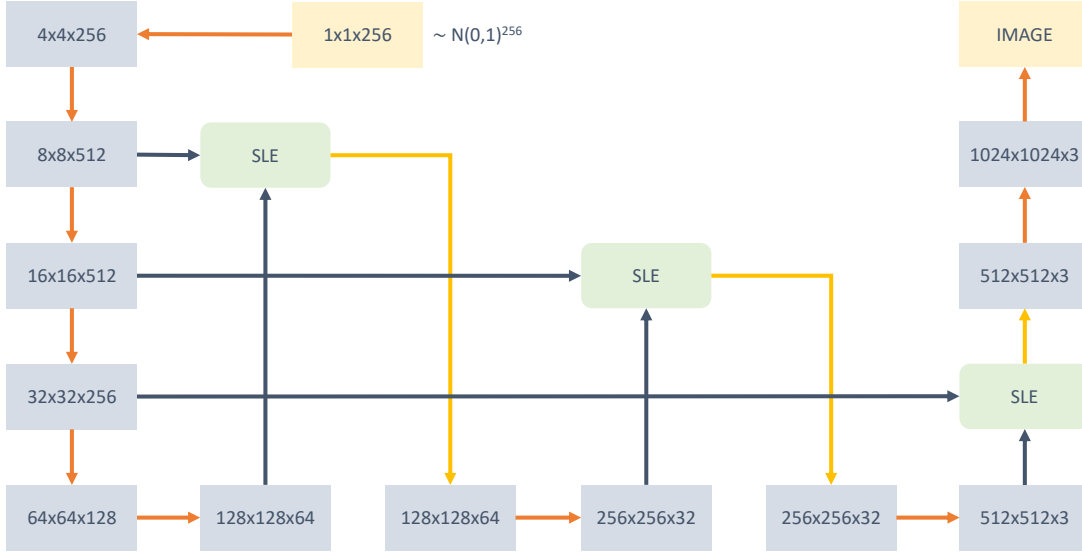 4x4x256
1x1x256
~ N(0,1)²⁵⁶
IMAGE
8x8x512
SLE
1024x1024x3
16x16x512
SLE
512x512x3
32x32x256
SLE
64x64x128
128x128x64
128x128x64
256x256x32
256x256x32
512x512x3